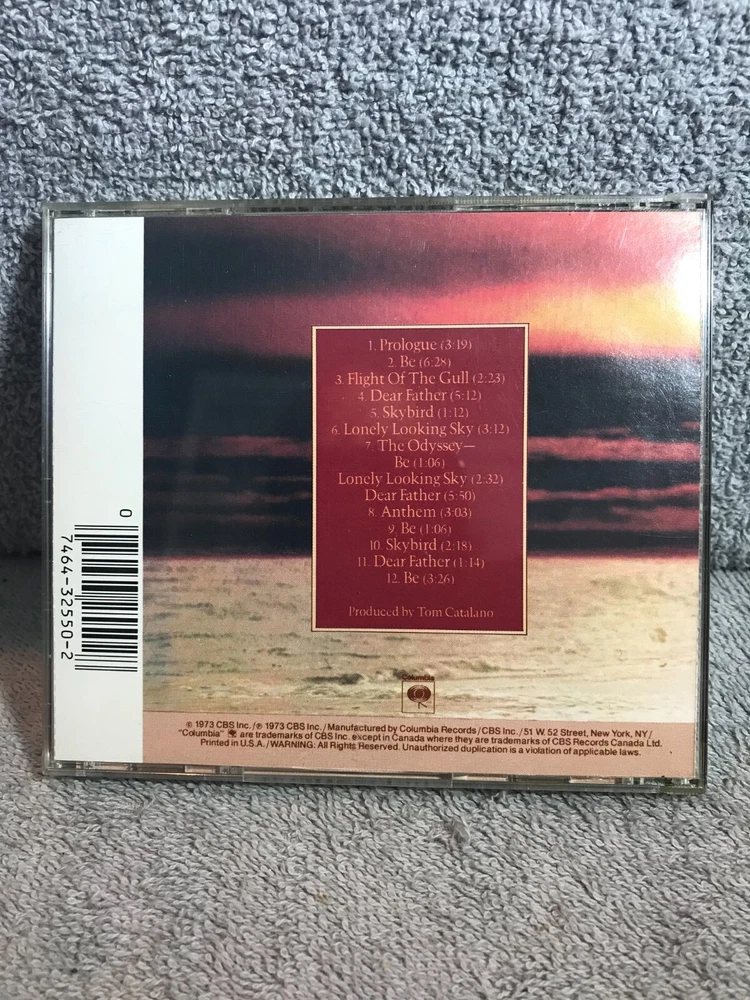 1. Prologue (3:19)
2. Be (6:28)
3. Flight Of The Gull (2:23)
4. Dear Father (5:12)
5. Skybird (1:12)
6. Lonely Looking Sky (3:12)
7. The Odyssey—
Be (1:06)
Lonely Looking Sky (2:32)
Dear Father (5:50)
8. Anthem (3:03)
9. Be (1:06)
10. Skybird (2:18)
11. Dear Father (1:14)
12. Be (3:26)
Produced by Tom Catalano
0
7464-32550-2
Columbia
© 1973 CBS Inc./℗ 1973 CBS Inc./Manufactured by Columbia Records/CBS Inc./51 W. 52 Street, New York, NY/
"Columbia" are trademarks of CBS Inc. except in Canada where they are trademarks of CBS Records Canada Ltd.
Printed in U.S.A./WARNING: All Rights Reserved. Unauthorized duplication is a violation of applicable laws.